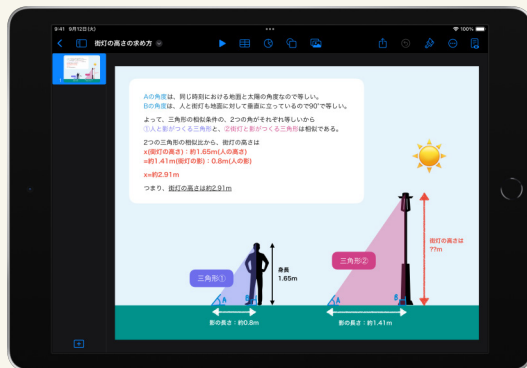 9:41 9月12日(火)
100%
街灯の高さの求め方
Aの角度は、同じ時刻における地面と太陽の角度なので等しい。
Bの角度は、人と街灯も地面に対して垂直に立っているので90°で等しい。
よって、三角形の相似条件の、2つの角がそれぞれ等しいから
①人と影がつくる三角形と、②街灯と影がつくる三角形は相似である。
2つの三角形の相似比から、街灯の高さは
x(街灯の高さ):約1.65m(人の高さ)
=約1.41m(街灯の影):0.8m(人の影)
x=約2.91m
つまり、街灯の高さは約2.91m
三角形①
身長
1.65m
A
B
影の長さ:約0.8m
三角形②
A
B
影の長さ:約1.41m
街灯の高さは
??m